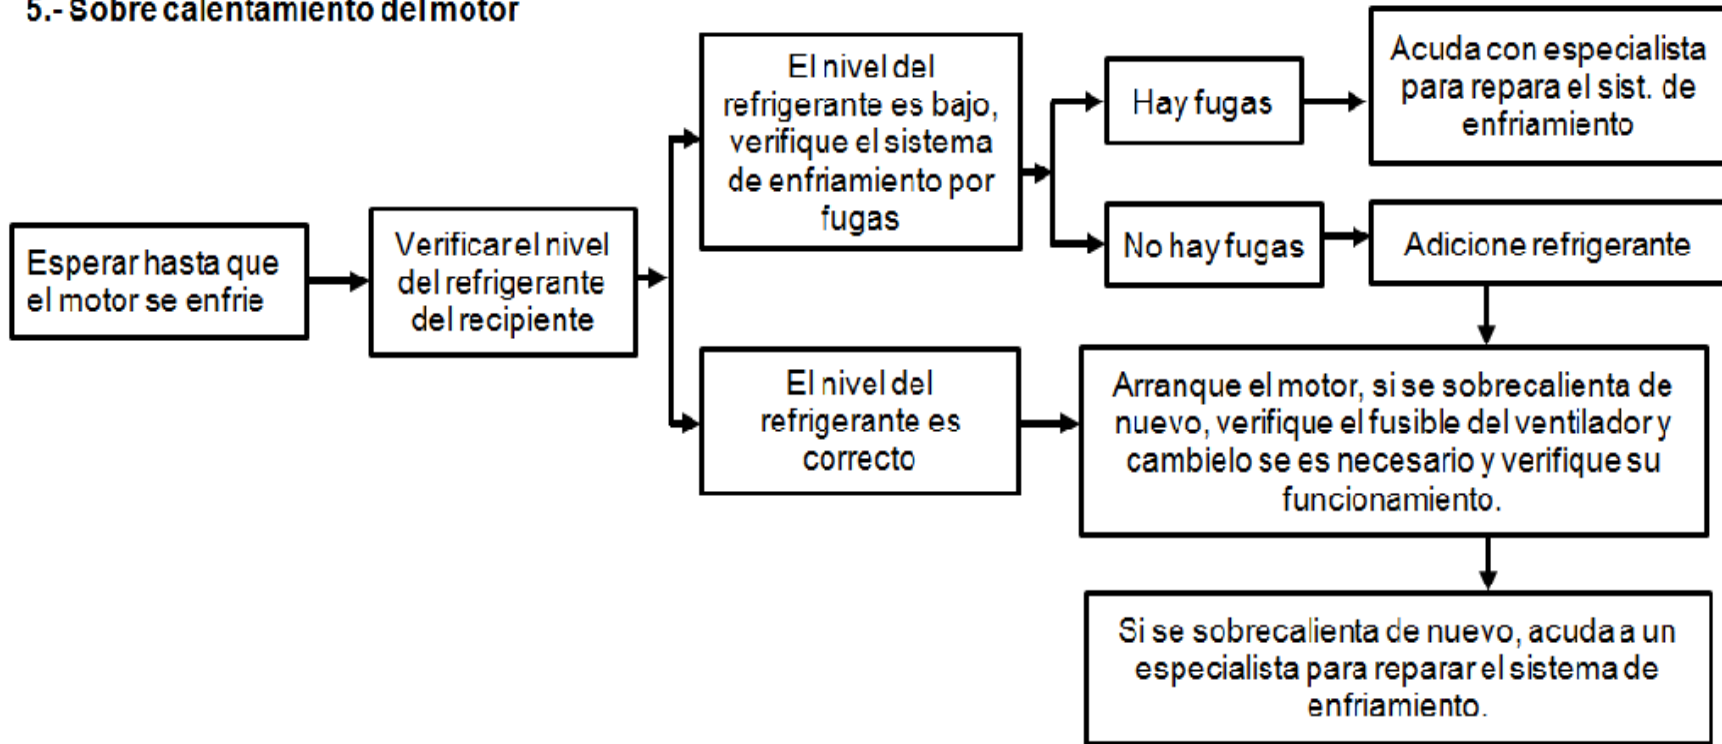 5.- Sobre calentamiento del motor
Esperar hasta que
el motor se enfrie
Verificar el nivel
del refrigerante
del recipiente
El nivel del
refrigerante es bajo,
verifique el sistema
de enfriamiento por
fugas
Hay fugas
Acuda con especialista
para repara el sist. de
enfriamiento
No hay fugas
Adicione refrigerante
El nivel del
refrigerante es
correcto
Arranque el motor, si se sobrecalienta de
nuevo, verifique el fusible del ventilador y
cambielo se es necesario y verifique su
funcionamiento.
Si se sobrecalienta de nuevo, acuda a un
especialista para reparar el sistema de
enfriamiento.